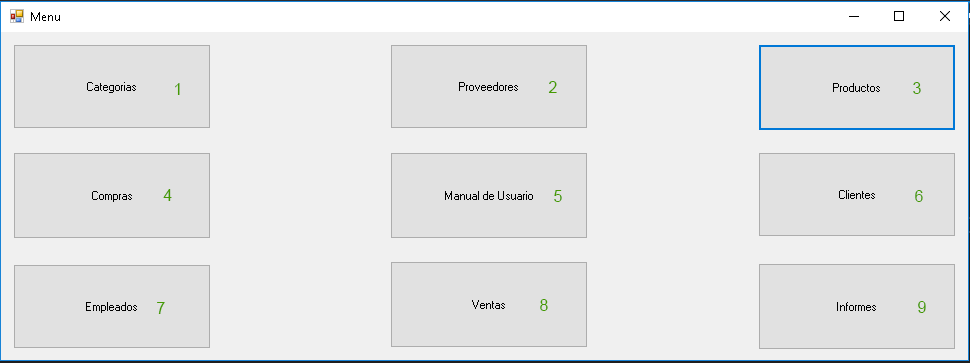 Menu
Categorias 1
Proveedores 2
Productos 3
Compras 4
Manual de Usuario 5
Clientes 6
Empleados 7
Ventas 8
Informes 9